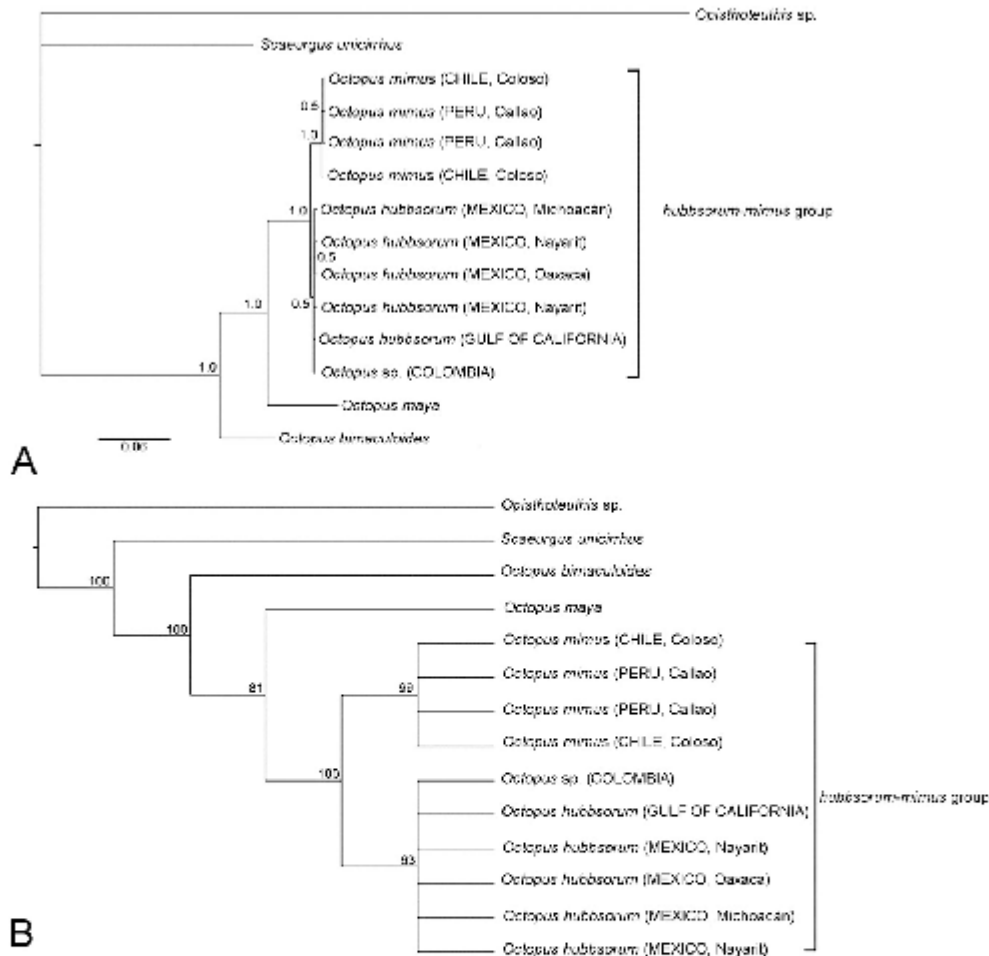 Opisthoteuthis sp.
Scaeurgus unicirrhus
Octopus mimus (CHILE, Coloso)
0.5
Octopus mimus (PERU, Callao)
1.0
Octopus mimus (PERU, Callao)
Octopus mimus (CHILE, Coloso)
1.0
Octopus hubbsorum (MEXICO, Michoacán)
hubbsorum-mimus group
Octopus hubbsorum (MEXICO, Nayarit)
0.5
Octopus hubbsorum (MEXICO, Oaxaca)
1.0
0.5
Octopus hubbsorum (MEXICO, Nayarit)
Octopus hubbsorum (GULF OF CALIFORNIA)
1.0
Octopus sp. (COLOMBIA)
Octopus maya
Octopus bimaculoides
0.06
A
Opisthoteuthis sp.
Scaeurgus unicirrhus
100
Octopus bimaculoides
100
Octopus maya
81
Octopus mimus (CHILE, Coloso)
Octopus mimus (PERU, Callao)
99
Octopus mimus (PERU, Callao)
Octopus mimus (CHILE, Coloso)
100
Octopus sp. (COLOMBIA)
hubbsorum-mimus group
Octopus hubbsorum (GULF OF CALIFORNIA)
Octopus hubbsorum (MEXICO, Nayarit)
93
Octopus hubbsorum (MEXICO, Oaxaca)
Octopus hubbsorum (MEXICO, Michoacán)
Octopus hubbsorum (MEXICO, Nayarit)
B